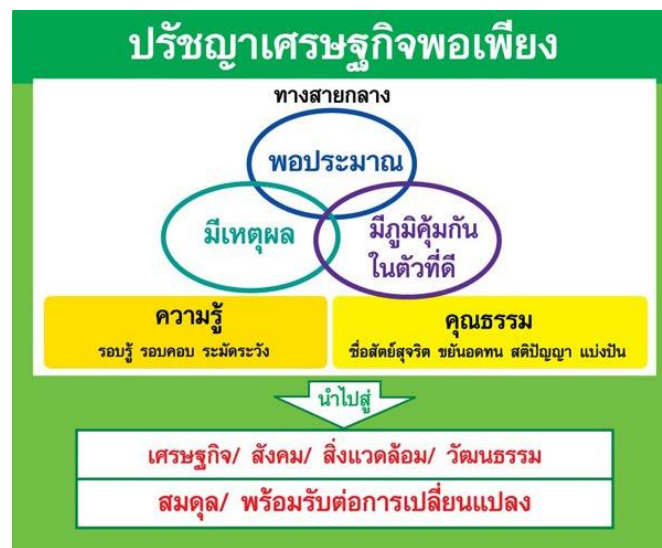 ปรัชญาเศรษฐกิจพอเพียง
ทางสายกลาง
พอประมาณ
มีเหตุผล
มีภูมิคุ้มกัน
ในตัวที่ดี
ความรู้
รอบรู้ รอบคอบ ระมัดระวัง
คุณธรรม
ซื่อสัตย์สุจริต ขยันอดทน สติปัญญา แบ่งปัน
นำไปสู่
เศรษฐกิจ/ สังคม/ สิ่งแวดล้อม/ วัฒนธรรม
สมดุล/ พร้อมรับต่อการเปลี่ยนแปลง